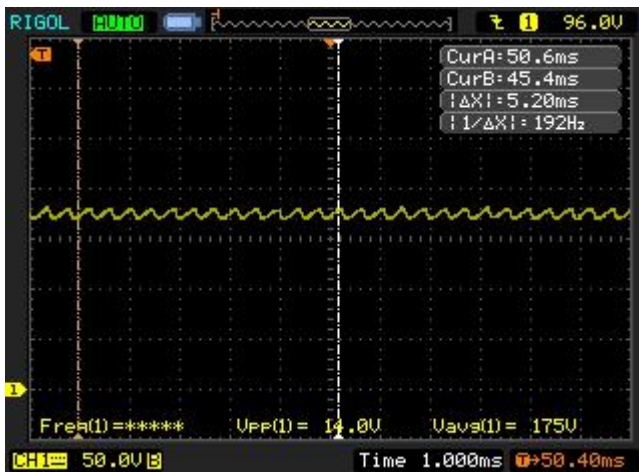 RIGOL AUTO T 1 96.0V
T
CurA:50.6ms
CurB:45.4ms
|ΔX|:5.20ms
|1/ΔX|: 192Hz
1
Freq(1)=***** Vpp(1)= 14.0V Vavg(1)= 175V
CH1 50.0V B Time 1.000ms T→50.40ms